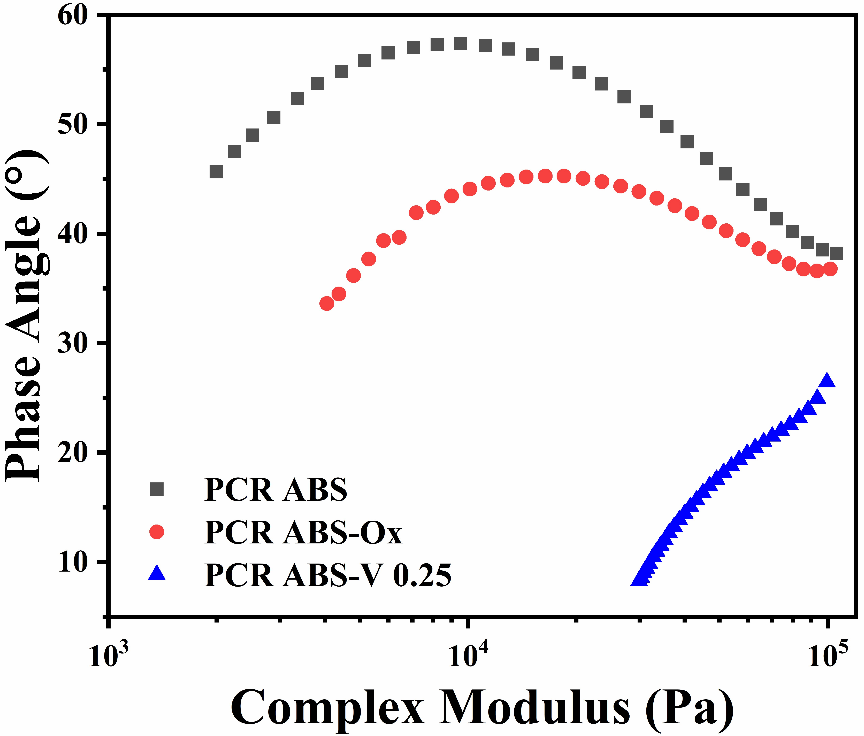 60
50
40
30
20
10
Phase Angle (°)
PCR ABS
PCR ABS-Ox
PCR ABS-V 0.25
10³
10⁴
10⁵
Complex Modulus (Pa)